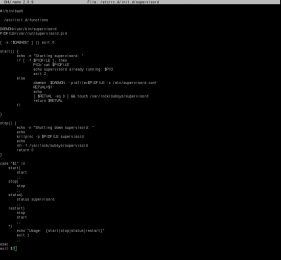 GNU nano 2.0.9 File: /etc/rc.d/init.d/supervisord
#!/bin/bash
. /etc/init.d/functions
DAEMON=/usr/bin/supervisord
PIDFILE=/var/run/supervisord.pid
[ -x "$DAEMON" ] || exit 0
start() {
echo -n "Starting supervisord: "
if [ -f $PIDFILE ]; then
PID=`cat $PIDFILE`
echo supervisord already running: $PID
exit 2;
else
daemon $DAEMON --pidfile=$PIDFILE -c /etc/supervisord.conf
RETVAL=$?
echo
[ $RETVAL -eq 0 ] && touch /var/lock/subsys/supervisord
return $RETVAL
fi
}
stop() {
echo -n "Shutting down supervisord: "
echo
killproc -p $PIDFILE supervisord
echo
rm -f /var/lock/subsys/supervisord
return 0
}
case "$1" in
start)
start
;;
stop)
stop
;;
status)
status supervisord
;;
restart)
stop
start
;;
*)
echo "Usage: {start|stop|status|restart}"
exit 1
;;
esac
exit $?